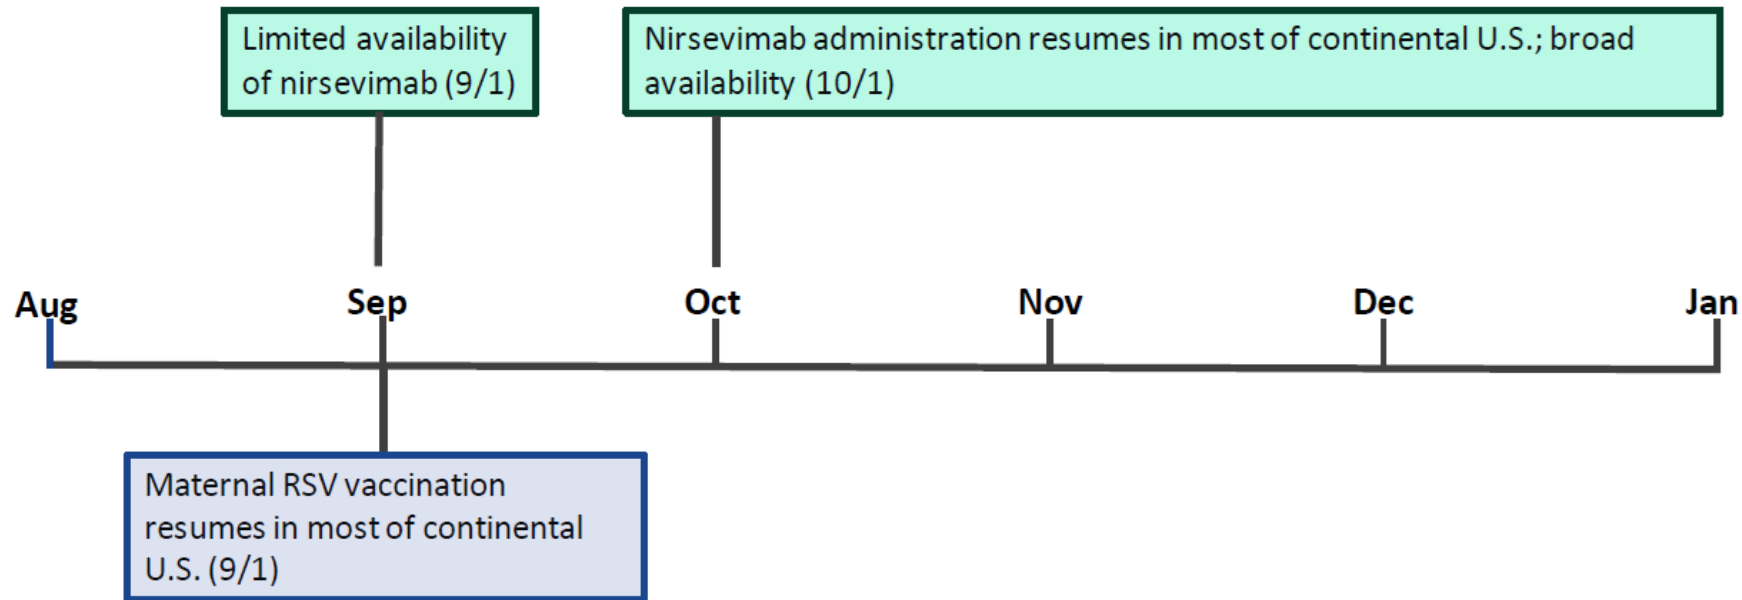 Limited availability
of nirsevimab (9/1)
Nirsevimab administration resumes in most of continental U.S.; broad
availability (10/1)
Aug
Sep
Oct
Nov
Dec
Jan
Maternal RSV vaccination
resumes in most of continental
U.S. (9/1)